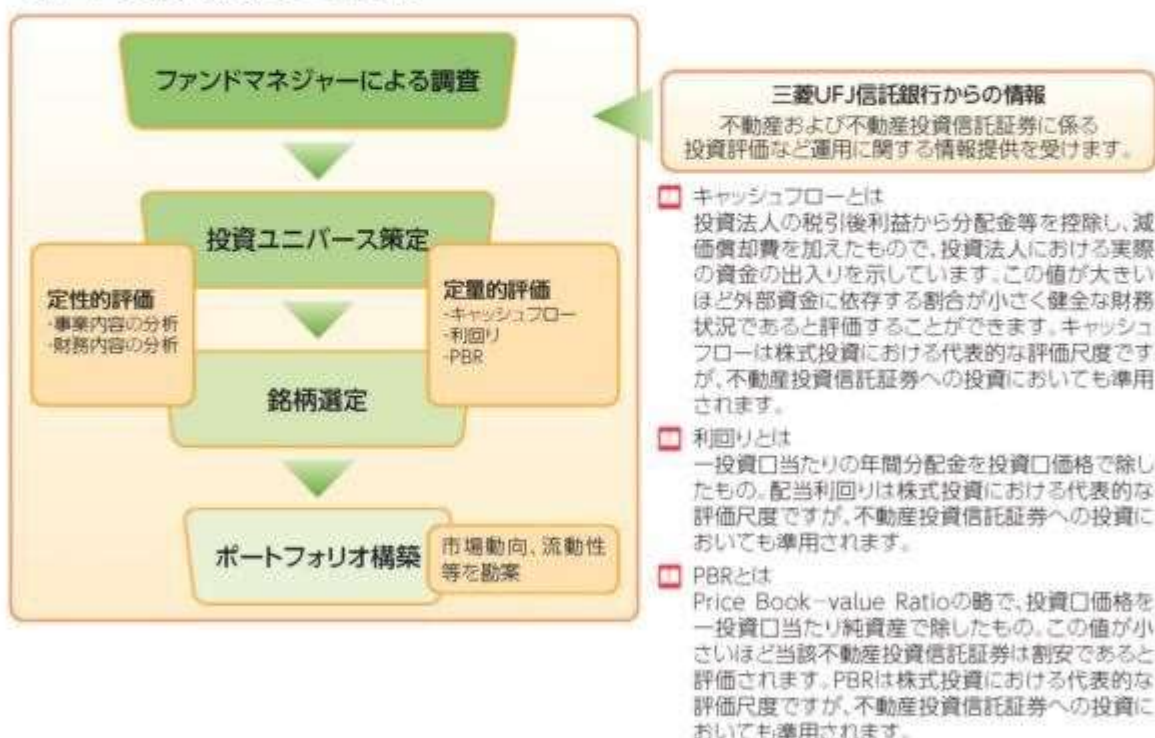 ファンドマネジャーによる調査
投資ユニバース策定
定性的評価
・事業内容の分析
・財務内容の分析
定量的評価
・キャッシュフロー
・利回り
・PBR
銘柄選定
ポートフォリオ構築
市場動向、流動性
等を勘案
三菱UFJ信託銀行からの情報
不動産および不動産投資信託証券に係る
投資評価など運用に関する情報提供を受けます。
キャッシュフローとは
投資法人の税引後利益から分配金等を控除し、減
価償却費を加えたもので、投資法人における実際
の資金の出入りを示しています。この値が大きい
ほど外部資金に依存する割合が小さく健全な財務
状況であると評価することができます。キャッシュ
フローは株式投資における代表的な評価尺度です
が、不動産投資信託証券への投資においても準用
されます。
利回りとは
一投資口当たりの年間分配金を投資口価格で除し
たもの。配当利回りは株式投資における代表的な
評価尺度ですが、不動産投資信託証券への投資に
おいても準用されます。
PBRとは
Price Book-value Ratioの略で、投資口価格を
一投資口当たり純資産で除したもの。この値が小
さいほど当該不動産投資信託証券は割安であると
評価されます。PBRは株式投資における代表的な
評価尺度ですが、不動産投資信託証券への投資に
おいても準用されます。